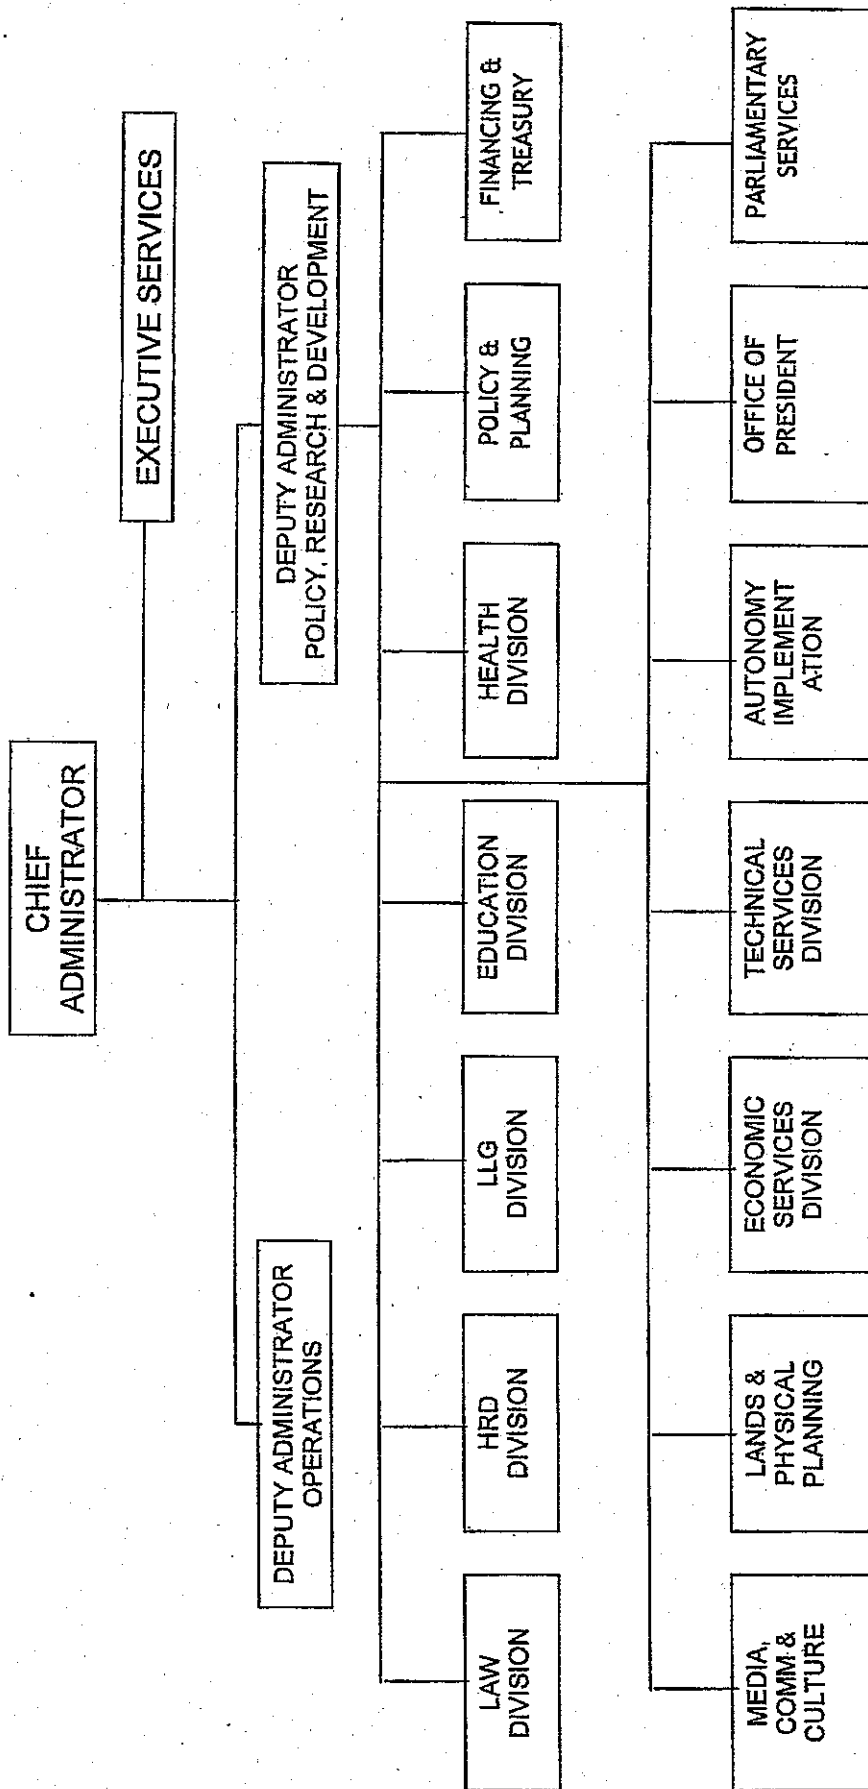 CHIEF
ADMINISTRATOR
EXECUTIVE SERVICES
DEPUTY ADMINISTRATOR
OPERATIONS
DEPUTY ADMINISTRATOR
POLICY, RESEARCH & DEVELOPMENT
LAW
DIVISION
HRD
DIVISION
LLG
DIVISION
EDUCATION
DIVISION
HEALTH
DIVISION
POLICY &
PLANNING
FINANCING &
TREASURY
MEDIA,
COMM &
CULTURE
LANDS &
PHYSICAL
PLANNING
ECONOMIC
SERVICES
DIVISION
TECHNICAL
SERVICES
DIVISION
AUTONOMY
IMPLEMENT
ATION
OFFICE OF
PRESIDENT
PARLIAMENTARY
SERVICES